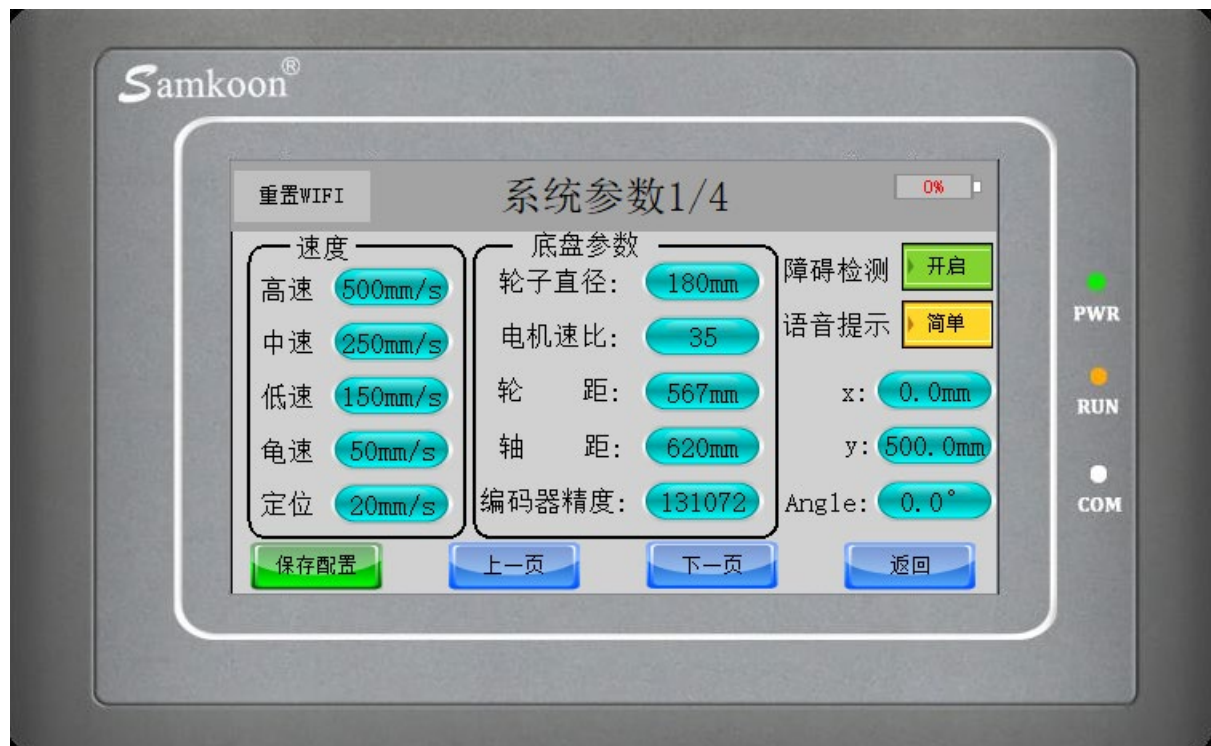 Samkoon®
重置WIFI
系统参数1/4
0%
速度
高速 500mm/s
中速 250mm/s
低速 150mm/s
龟速 50mm/s
定位 20mm/s
底盘参数
轮子直径: 180mm
电机速比: 35
轮 距: 567mm
轴 距: 620mm
编码器精度: 131072
障碍检测 开启
语音提示 简单
x: 0.0mm
y: 500.0mm
Angle: 0.0°
保存配置
上一页
下一页
返回
PWR
RUN
COM